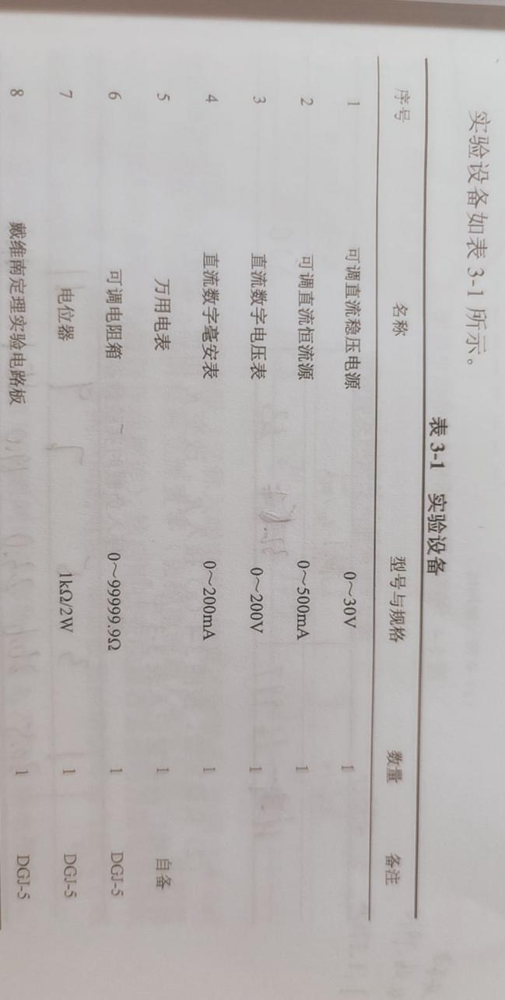 实验设备如表 3-1 所示。
表 3-1 实验设备
序号 名称 型号与规格 数量 备注
1 可调直流稳压电源 0～30V 1
2 可调直流恒流源 0～500mA 1
3 直流数字电压表 0～200V 1
4 直流数字毫安表 0～200mA 1
5 万用电表 1 自备
6 可调电阻箱 0～99999.9Ω 1 DGJ-5
7 电位器 1kΩ/2W 1 DGJ-5
8 戴维南定理实验电路板 1 DGJ-5